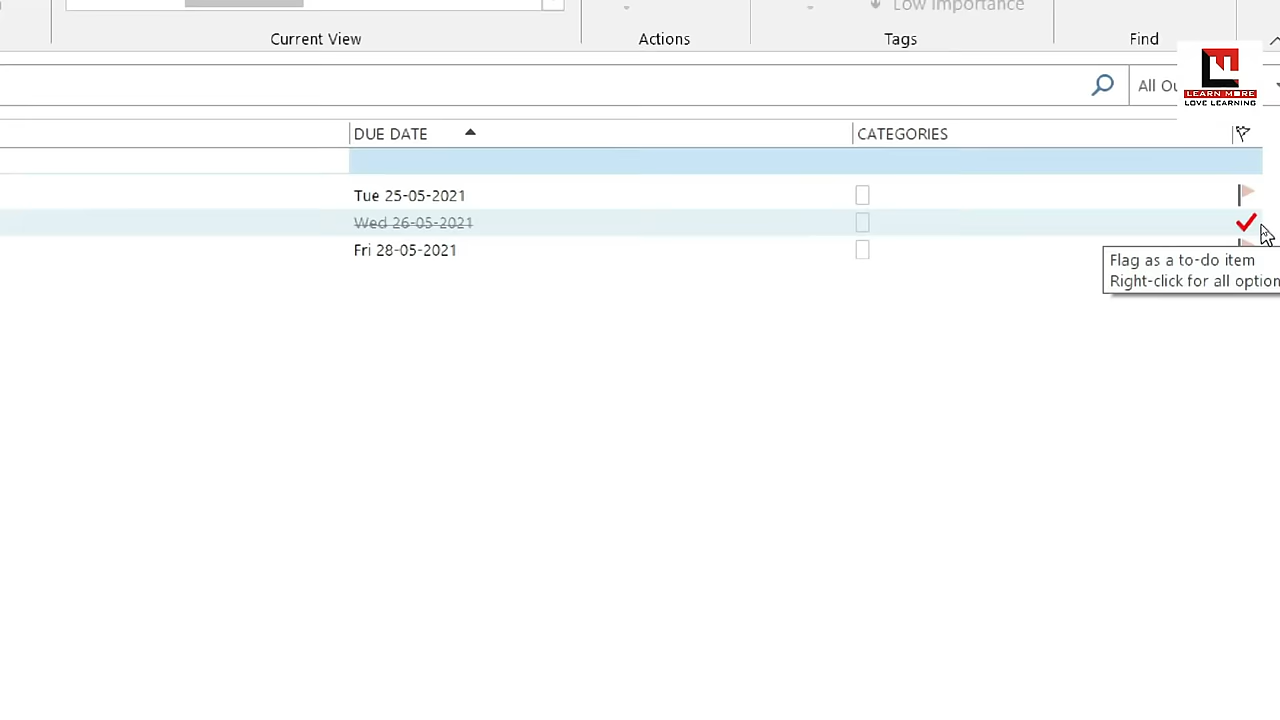 Low Importance
Current View
Actions
Tags
Find
All Ou
LEARN MORE
LOVE LEARNING
DUE DATE
CATEGORIES
Tue 25-05-2021
Wed 26-05-2021
Fri 28-05-2021
Flag as a to-do item
Right-click for all option